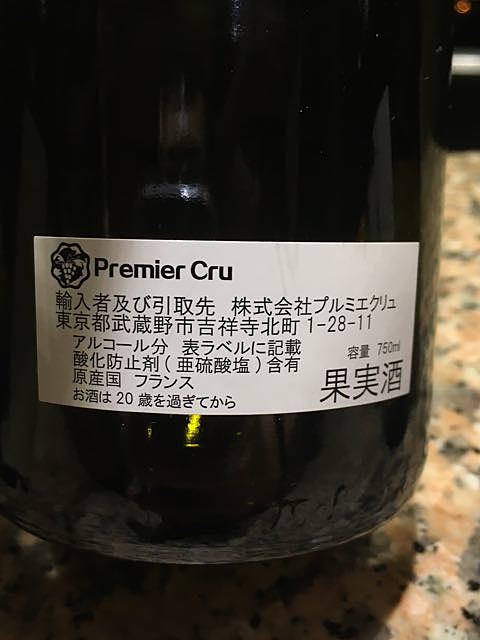 Premier Cru
輸入者及び引取先 株式会社プルミエクリュ
東京都武蔵野市吉祥寺北町 1-28-11
アルコール分 表ラベルに記載
容量 750ml
酸化防止剤(亜硫酸塩)含有
原産国 フランス
果実酒
お酒は 20 歳を過ぎてから